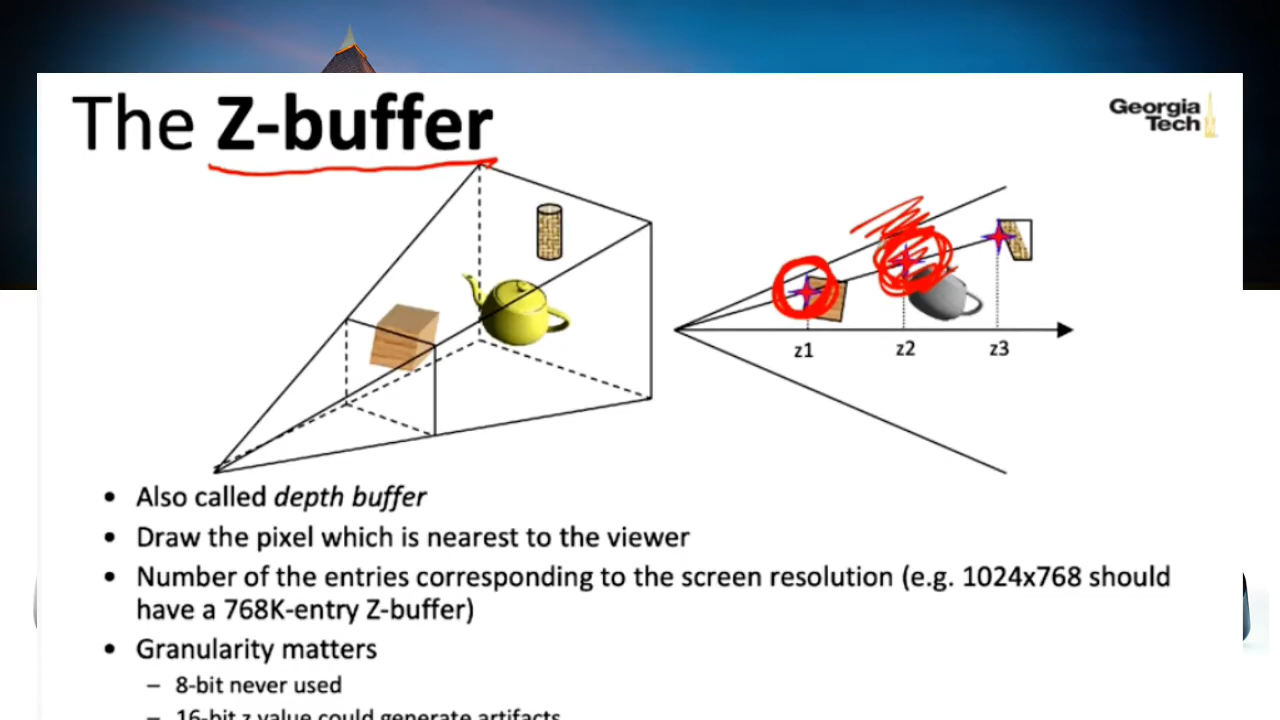 The Z-buffer
Georgia
Tech
z1 z2 z3
• Also called depth buffer
• Draw the pixel which is nearest to the viewer
• Number of the entries corresponding to the screen resolution (e.g. 1024x768 should
have a 768K-entry Z-buffer)
• Granularity matters
– 8-bit never used
– 16-bit z value could generate artifacts